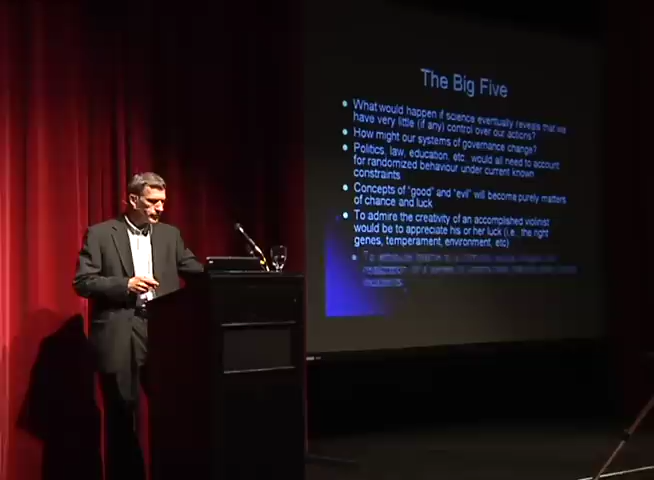 The Big Five
What would happen if science eventually reveals that we
have very little (if any) control over our actions?
How might our systems of governance change?
Politics, law, education, etc. would all need to account
for randomized behaviour under current known
constraints
Concepts of “good” and “evil” will become purely matters
of chance and luck
To admire the creativity of an accomplished violinist
would be to appreciate his or her luck (i.e., the right
genes, temperament, environment, etc)